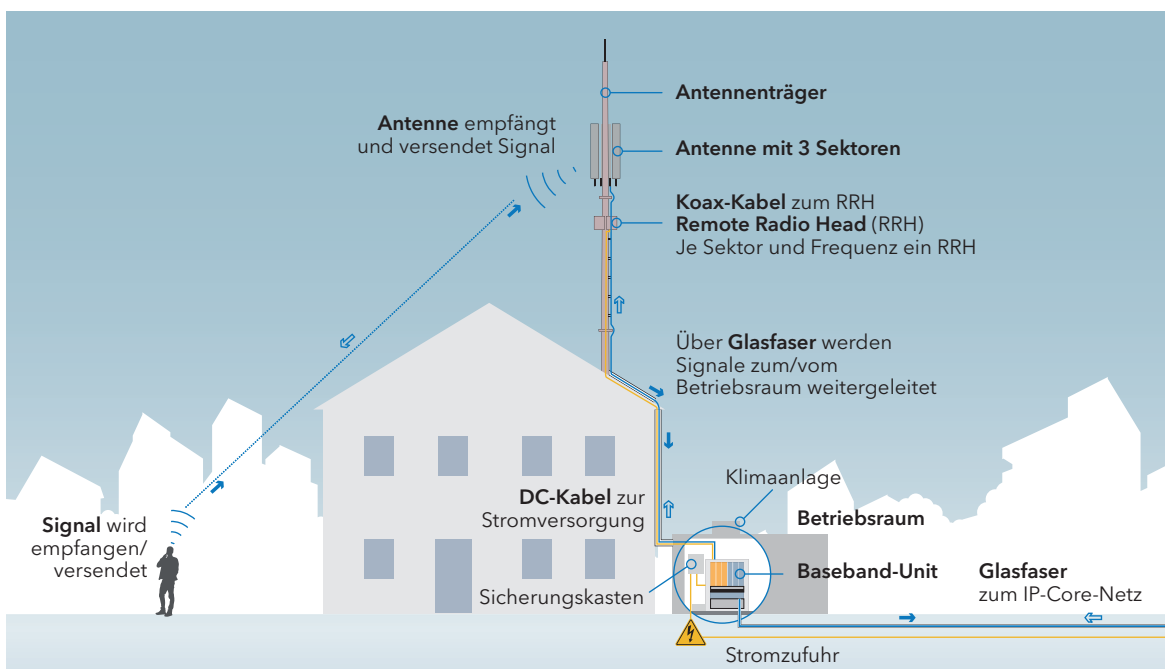 Antennenträger
Antenne empfängt
und versendet Signal
Antenne mit 3 Sektoren
Koax-Kabel zum RRH
Remote Radio Head (RRH)
Je Sektor und Frequenz ein RRH
Über Glasfaser werden
Signale zum/vom
Betriebsraum weitergeleitet
Klimaanlage
DC-Kabel zur
Stromversorgung
Betriebsraum
Signal wird
empfangen/
versendet
Baseband-Unit
Glasfaser
zum IP-Core-Netz
Sicherungskasten
Stromzufuhr